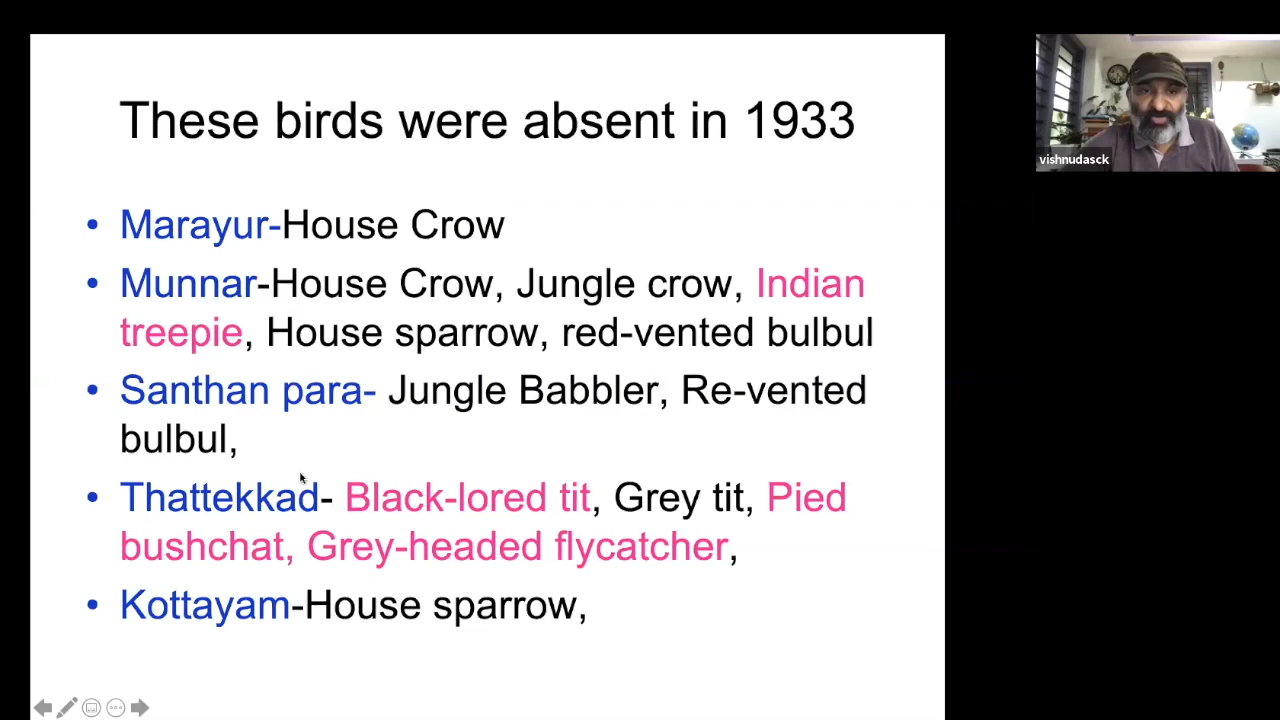 These birds were absent in 1933
• Marayur-House Crow
• Munnar-House Crow, Jungle crow, Indian
treepie, House sparrow, red-vented bulbul
• Santhan para- Jungle Babbler, Re-vented
bulbul,
• Thattekkad- Black-lored tit, Grey tit, Pied
bushchat, Grey-headed flycatcher,
• Kottayam-House sparrow,
vishnudasck